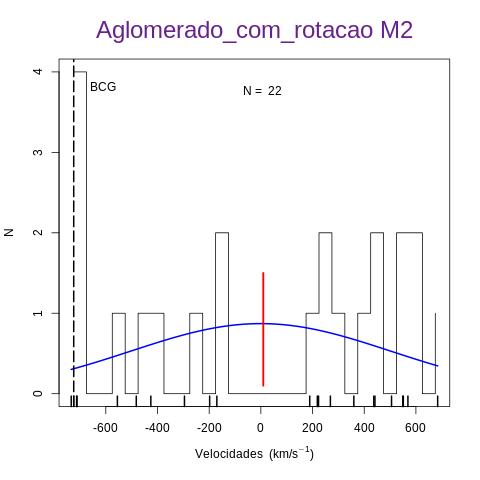 Aglomerado_com_rotacao M2
BCG
N = 22
4
3
2
1
0
N
-600 -400 -200 0 200 400 600
Velocidades (km/s⁻¹)